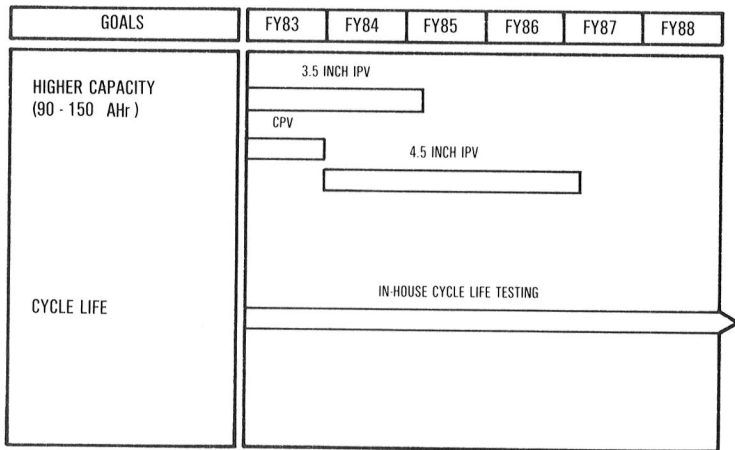 GOALS
FY83
FY84
FY85
FY86
FY87
FY88
HIGHER CAPACITY
(90 - 150 AHr)
3.5 INCH IPV
CPV
4.5 INCH IPV
CYCLE LIFE
IN-HOUSE CYCLE LIFE TESTING